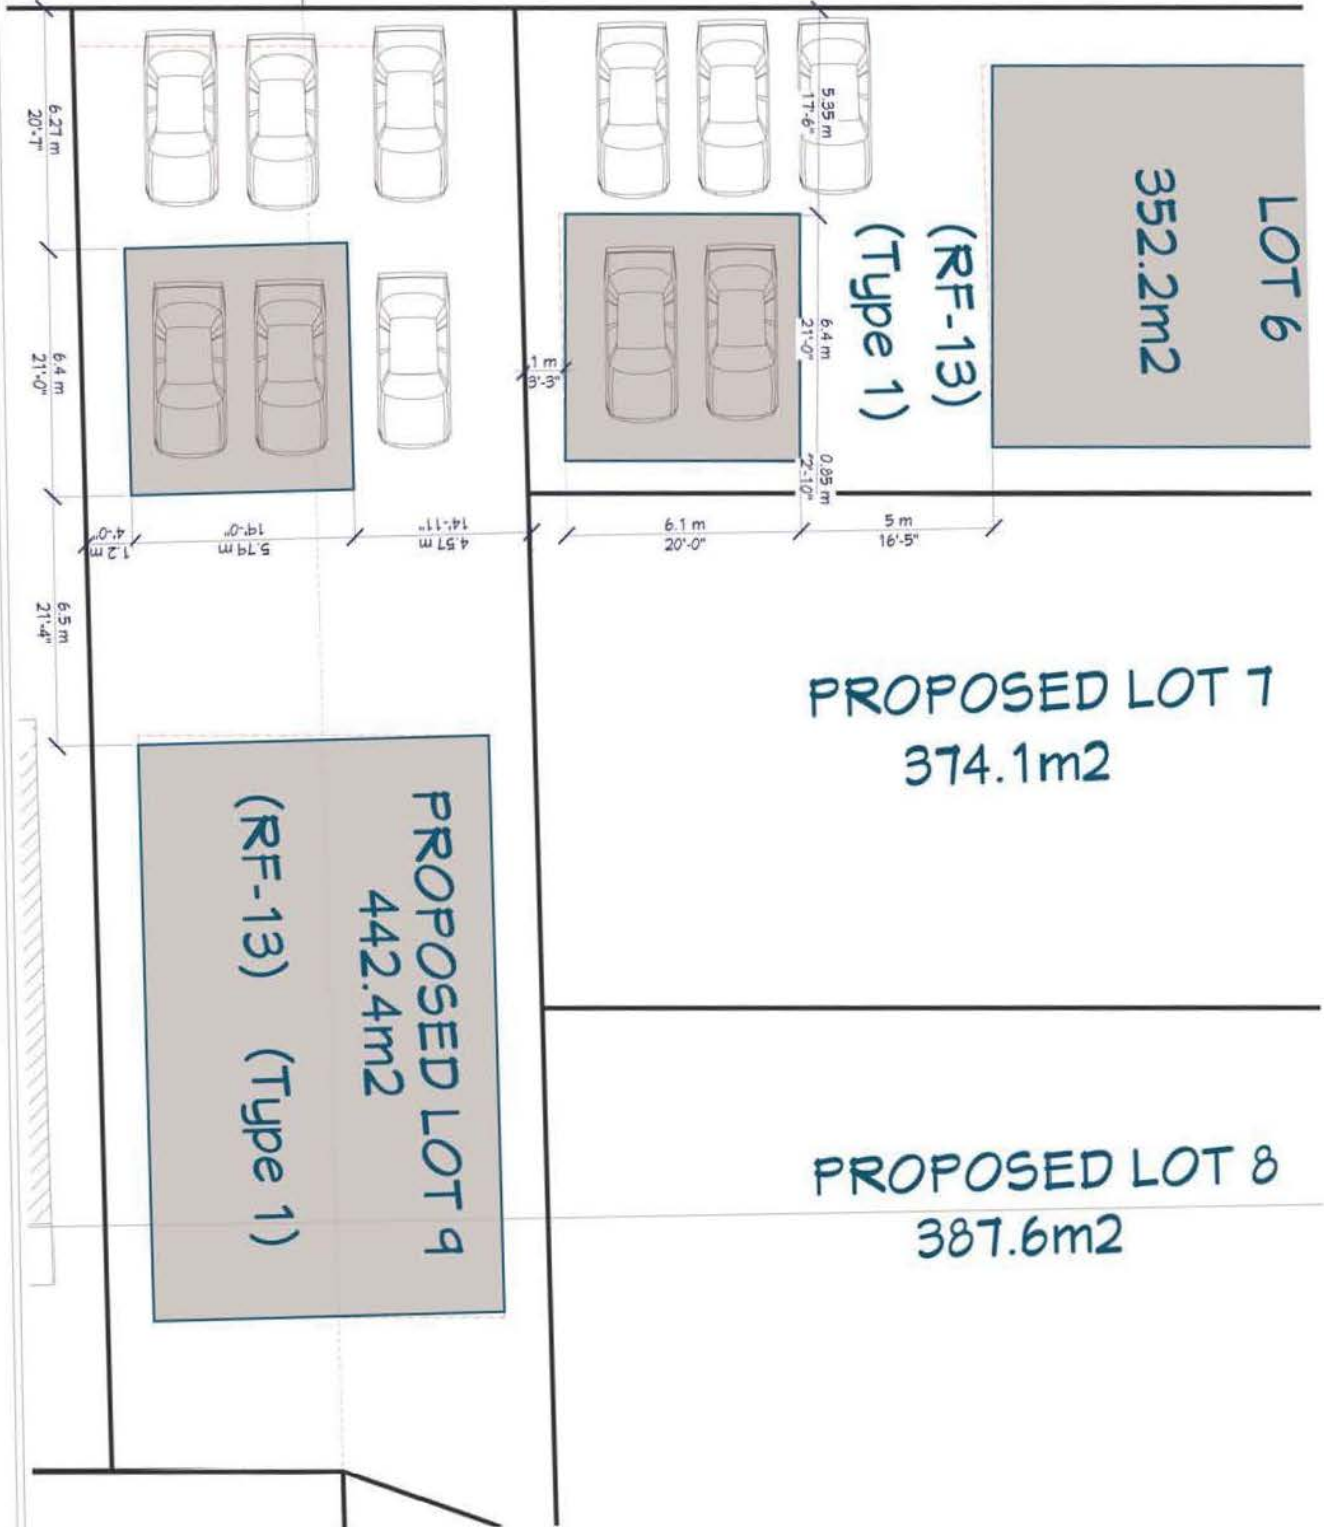 6.27 m
20'-7"
6.4 m
21'-0"
6.5 m
21'-4"
1.2 m
4'-0"
5.79 m
19'-0"
4.57 m
14'-11"
5.35 m
17'-6"
6.4 m
21'-0"
0.85 m
2'-10"
1 m
3'-3"
6.1 m
20'-0"
5 m
16'-5"
LOT 6
352.2m2
(RF-13)
(Type 1)
PROPOSED LOT 7
374.1m2
PROPOSED LOT 8
387.6m2
PROPOSED LOT 9
442.4m2
(RF-13) (Type 1)